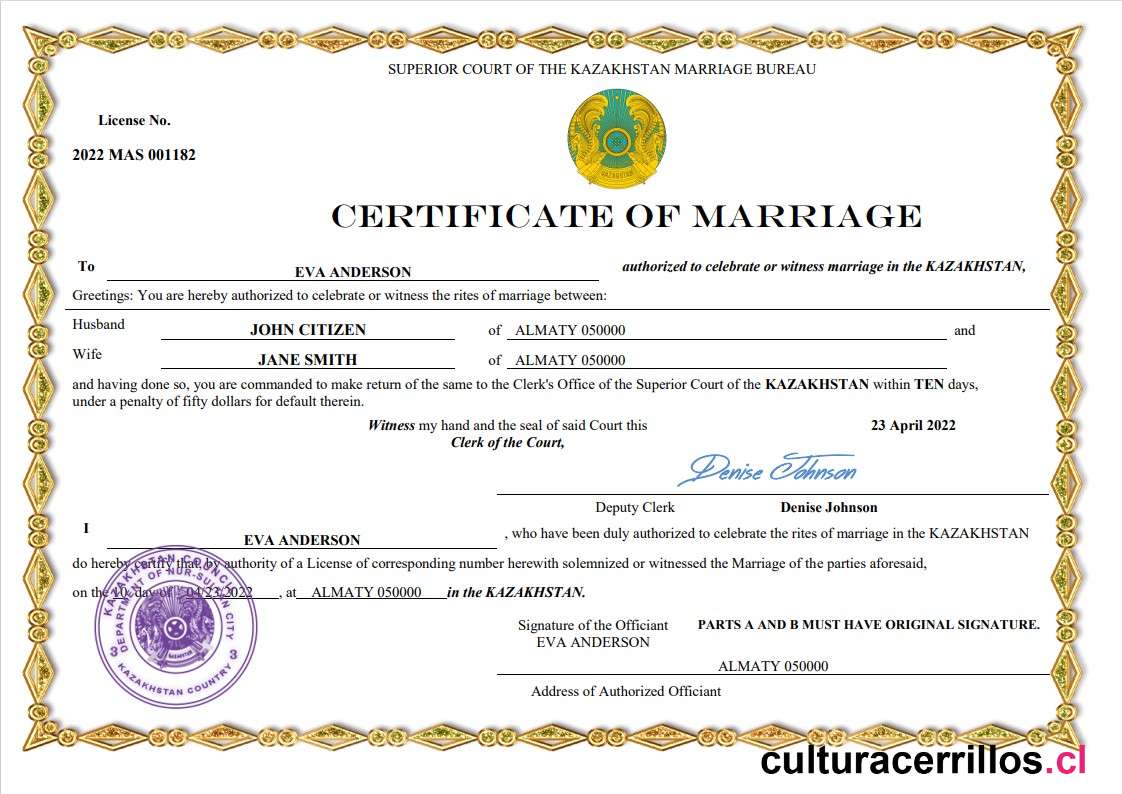 SUPERIOR COURT OF THE KAZAKHSTAN MARRIAGE BUREAU
License No.
2022 MAS 001182
QAZAQSTAN
CERTIFICATE OF MARRIAGE
To EVA ANDERSON authorized to celebrate or witness marriage in the KAZAKHSTAN,
Greetings: You are hereby authorized to celebrate or witness the rites of marriage between:
Husband JOHN CITIZEN of ALMATY 050000 and
Wife JANE SMITH of ALMATY 050000
and having done so, you are commanded to make return of the same to the Clerk's Office of the Superior Court of the KAZAKHSTAN within TEN days,
under a penalty of fifty dollars for default therein.
Witness my hand and the seal of said Court this 23 April 2022
Clerk of the Court,
Denise Johnson
Deputy Clerk Denise Johnson
I EVA ANDERSON , who have been duly authorized to celebrate the rites of marriage in the KAZAKHSTAN
do hereby certify that, by authority of a License of corresponding number herewith solemnized or witnessed the Marriage of the parties aforesaid,
on the 10. day of 04/23,2022 , at ALMATY 050000 in the KAZAKHSTAN.
KAZAKHSTAN COUNCIL
DEPARTMENT OF NUR-SULTAN CITY
3 3
KAZAKHSTAN COUNTRY
Signature of the Officiant PARTS A AND B MUST HAVE ORIGINAL SIGNATURE.
EVA ANDERSON
ALMATY 050000
Address of Authorized Officiant
culturacerrillos.cl